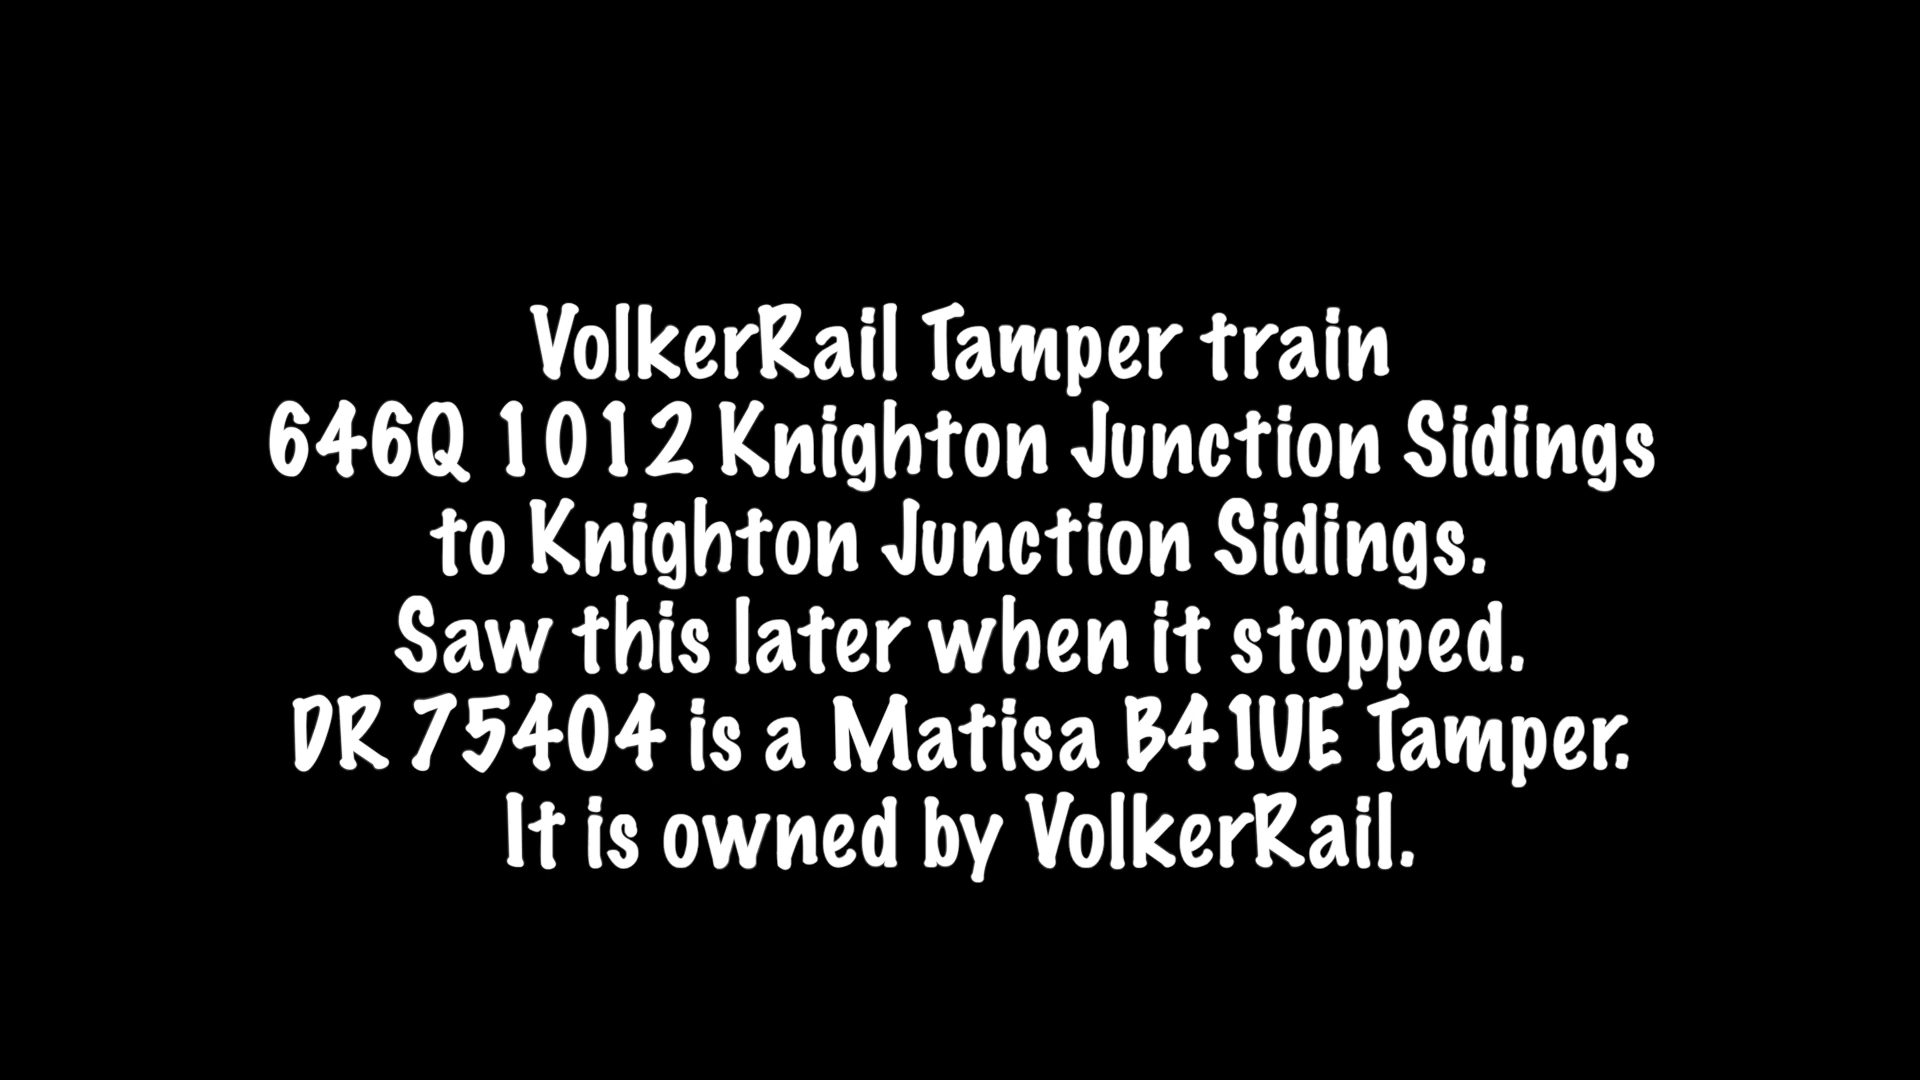 VolkerRail Tamper train
646Q 1012 Knighton Junction Sidings
to Knighton Junction Sidings.
Saw this later when it stopped.
DR 75404 is a Matisa B41UE Tamper.
It is owned by VolkerRail.